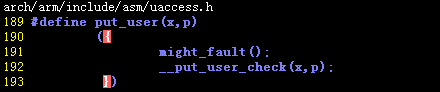 arch/arm/include/asm/uaccess.h
189 #define put_user(x,p)
190 ({
191 might_fault();
192 __put_user_check(x,p);
193 })